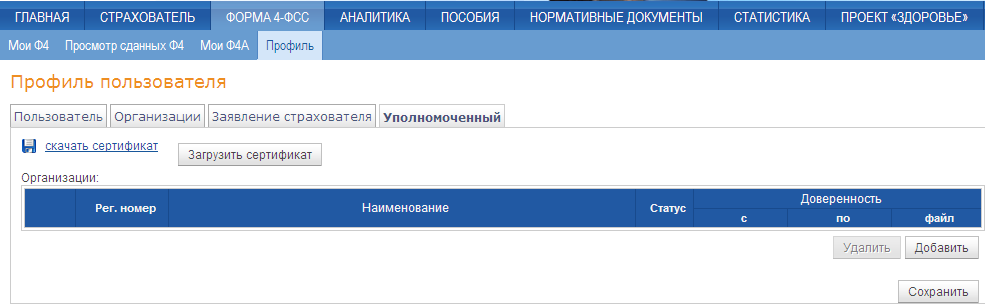 ГЛАВНАЯ СТРАХОВАТЕЛЬ ФОРМА 4-ФСС АНАЛИТИКА ПОСОБИЯ НОРМАТИВНЫЕ ДОКУМЕНТЫ СТАТИСТИКА ПРОЕКТ «ЗДОРОВЬЕ»
Мои Ф4 Просмотр сданных Ф4 Мои Ф4А Профиль
Профиль пользователя
Пользователь Организации Заявление страхователя Уполномоченный
скачать сертификат Загрузить сертификат
Организации:
Рег. номер Наименование Статус Доверенность
с по файл
Удалить Добавить
Сохранить